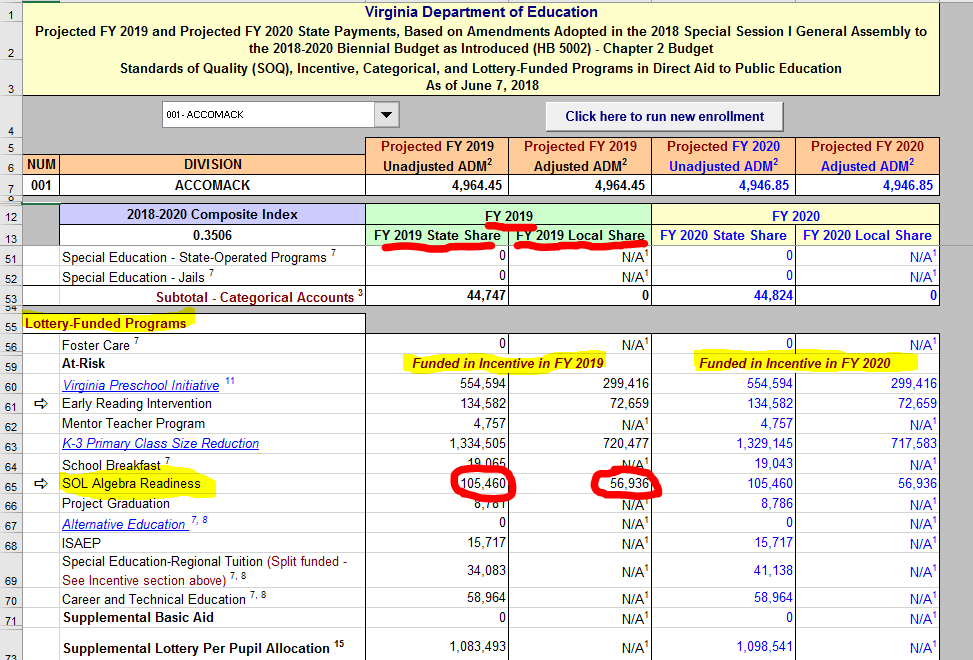 1 Virginia Department of Education
Projected FY 2019 and Projected FY 2020 State Payments, Based on Amendments Adopted in the 2018 Special Session I General Assembly to
2 the 2018-2020 Biennial Budget as Introduced (HB 5002) - Chapter 2 Budget
Standards of Quality (SOQ), Incentive, Categorical, and Lottery-Funded Programs in Direct Aid to Public Education
3 As of June 7, 2018
4 001- ACCOMACK Click here to run new enrollment
5 Projected FY 2019 Projected FY 2019 Projected FY 2020 Projected FY 2020
6 NUM DIVISION Unadjusted ADM2 Adjusted ADM2 Unadjusted ADM2 Adjusted ADM2
7 001 ACCOMACK 4,964.45 4,964.45 4,946.85 4,946.85
12 2018-2020 Composite Index FY 2019 FY 2020
13 0.3506 FY 2019 State Share FY 2019 Local Share FY 2020 State Share FY 2020 Local Share
51 Special Education - State-Operated Programs 7 0 N/A1 0 N/A1
52 Special Education - Jails 7 0 N/A1 0 N/A1
53 Subtotal - Categorical Accounts 3 44,747 0 44,824 0
54
55 Lottery-Funded Programs
56 Foster Care 7 0 N/A1 0 N/A1
59 At-Risk Funded in Incentive in FY 2019 Funded in Incentive in FY 2020
60 Virginia Preschool Initiative 11 554,594 299,416 554,594 299,416
61 Early Reading Intervention 134,582 72,659 134,582 72,659
62 Mentor Teacher Program 4,757 N/A1 4,757 N/A1
63 K-3 Primary Class Size Reduction 1,334,505 720,477 1,329,145 717,583
64 School Breakfast 7 19,065 N/A1 19,043 N/A1
65 SOL Algebra Readiness 105,460 56,936 105,460 56,936
66 Project Graduation 8,781 N/A1 8,786 N/A1
67 Alternative Education 7, 8 0 N/A1 0 N/A1
68 ISAEP 15,717 N/A1 15,717 N/A1
Special Education-Regional Tuition (Split funded -
69 See Incentive section above) 7, 8 34,083 N/A1 41,138 N/A1
70 Career and Technical Education 7, 8 58,964 N/A1 58,964 N/A1
71 Supplemental Basic Aid 0 N/A1 0 N/A1
73 Supplemental Lottery Per Pupil Allocation 15 1,083,493 N/A1 1,098,541 N/A1